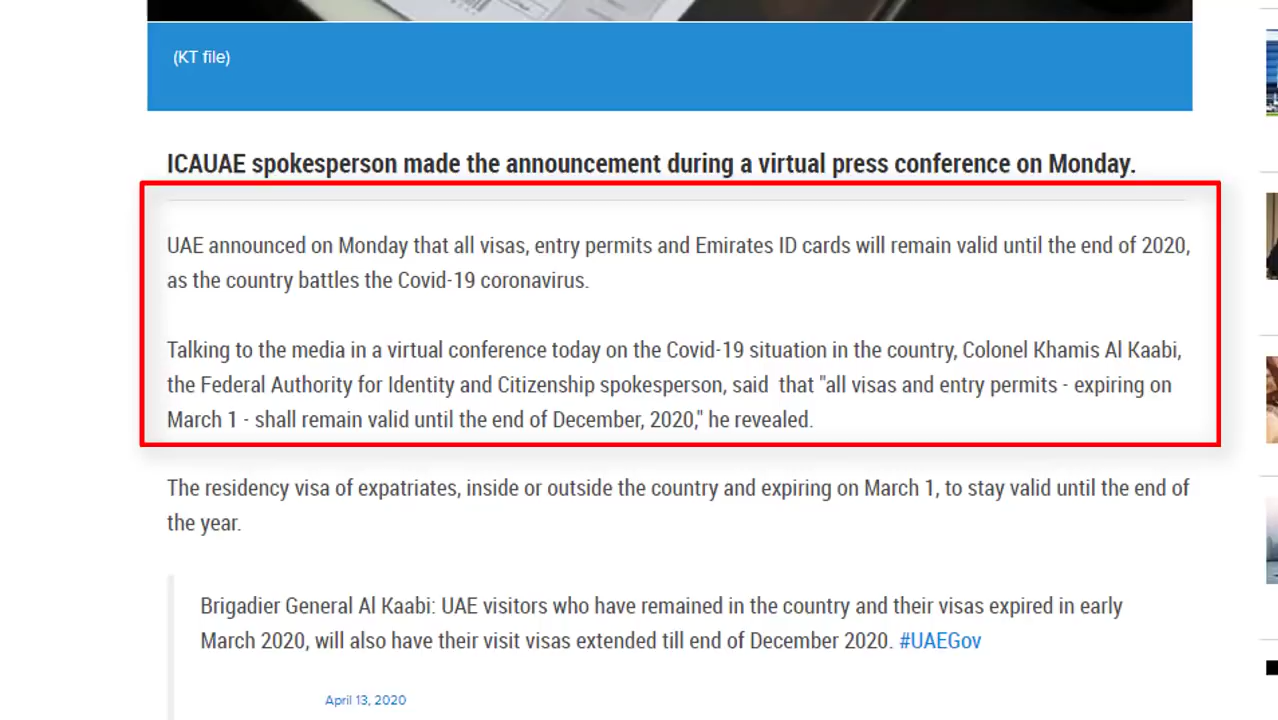 (KT file)
ICAUAE spokesperson made the announcement during a virtual press conference on Monday.
UAE announced on Monday that all visas, entry permits and Emirates ID cards will remain valid until the end of 2020,
as the country battles the Covid-19 coronavirus.
Talking to the media in a virtual conference today on the Covid-19 situation in the country, Colonel Khamis Al Kaabi,
the Federal Authority for Identity and Citizenship spokesperson, said  that "all visas and entry permits - expiring on
March 1 - shall remain valid until the end of December, 2020," he revealed.
The residency visa of expatriates, inside or outside the country and expiring on March 1, to stay valid until the end of
the year.
Brigadier General Al Kaabi: UAE visitors who have remained in the country and their visas expired in early
March 2020, will also have their visit visas extended till end of December 2020. #UAEGov
April 13, 2020